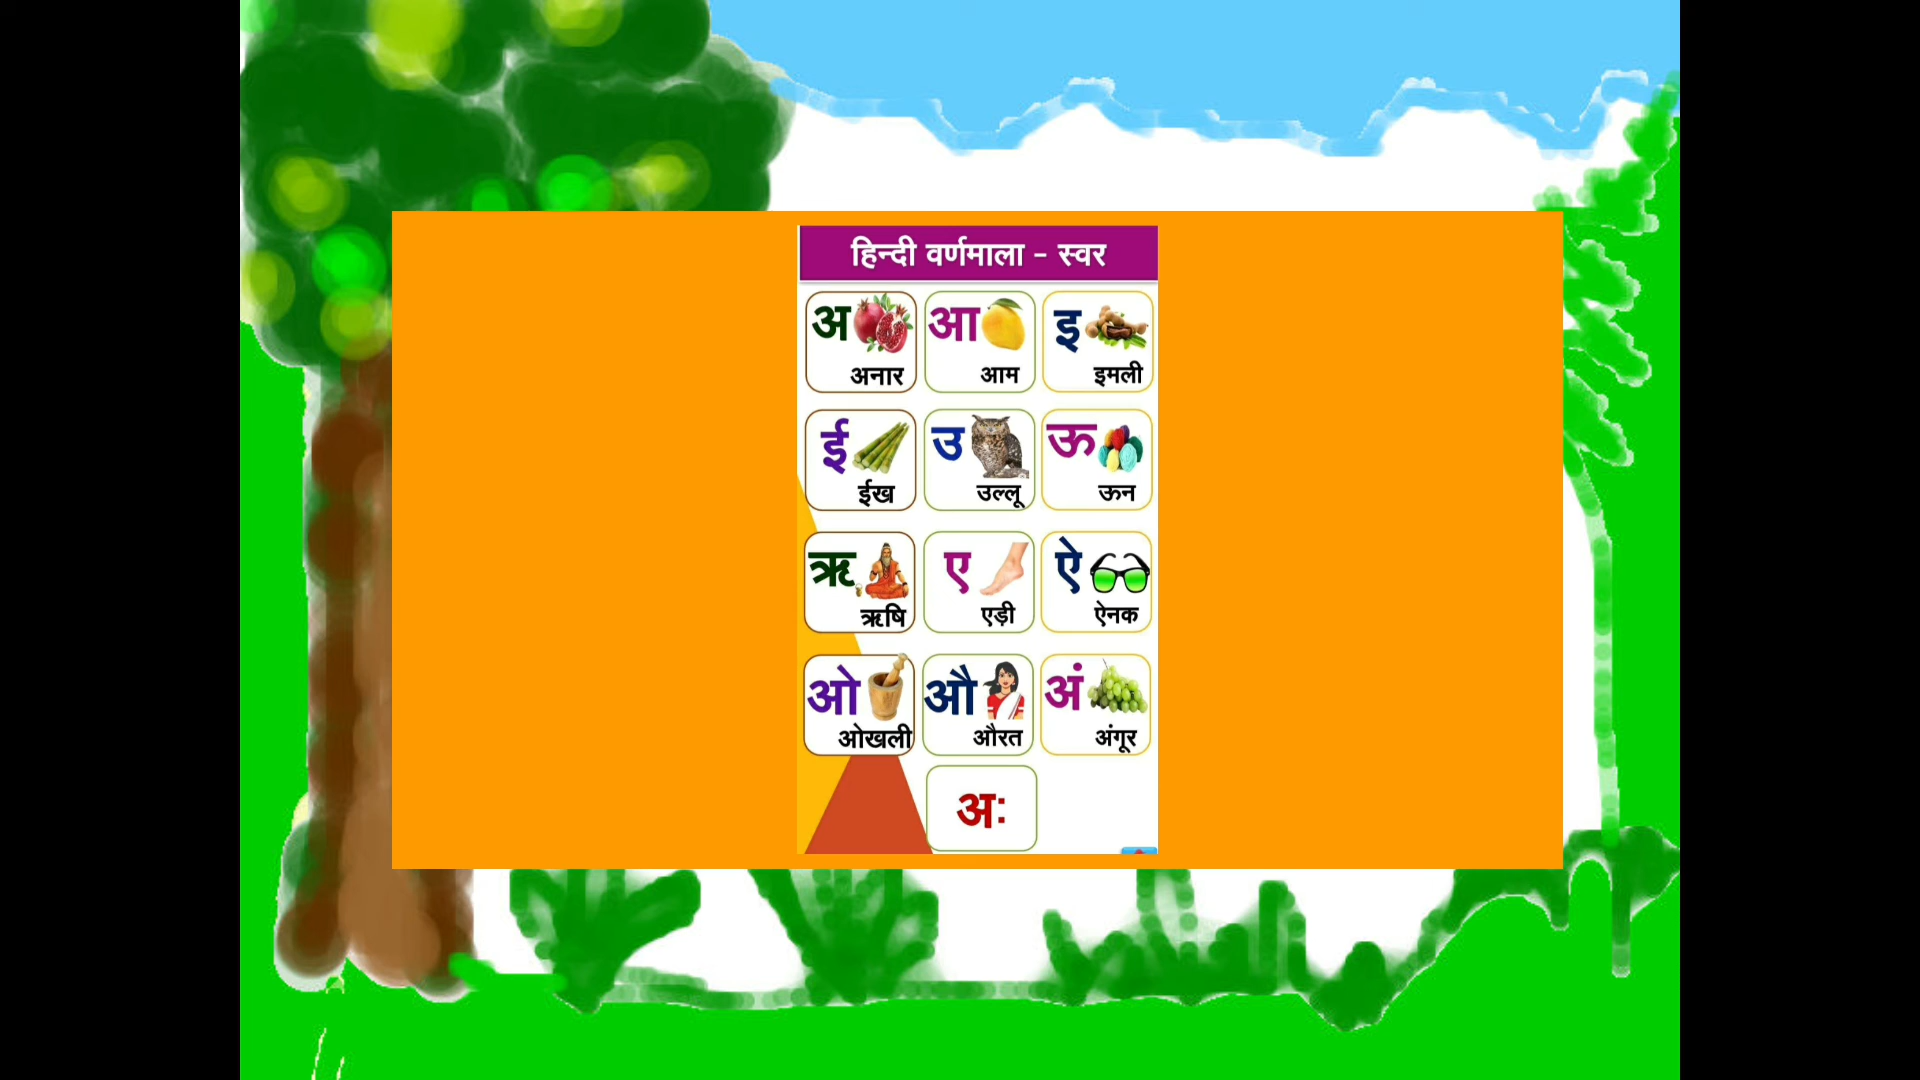 हिन्दी वर्णमाला - स्वर
अ आ इ
अनार आम इमली
ई उ ऊ
ईख उल्लू ऊन
ऋ ए ऐ
ऋषि एड़ी ऐनक
ओ औ अं
ओखली औरत अंगूर
अः